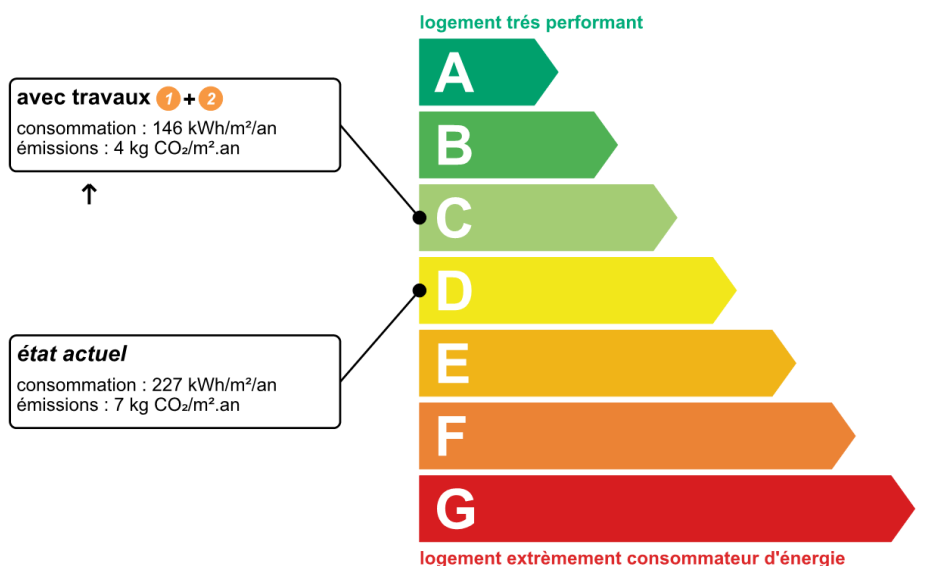 logement trés performant
A
avec travaux 1 + 2
consommation : 146 kWh/m²/an
émissions : 4 kg CO₂/m².an
↑
B
C
D
état actuel
consommation : 227 kWh/m²/an
émissions : 7 kg CO₂/m².an
E
F
G
logement extrèmement consommateur d'énergie